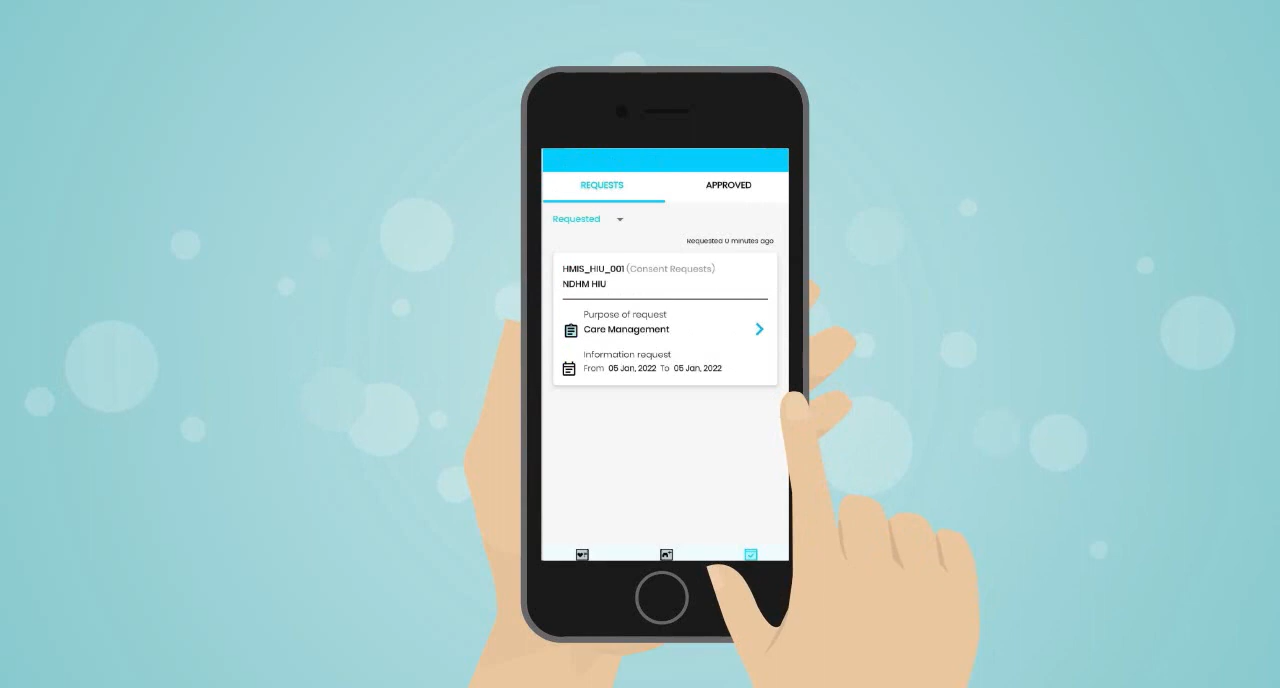 REQUESTS APPROVED
Requested
Requested 0 minutes ago
HMIS_HIU_001 (Consent Requests)
NDHM HIU
Purpose of request
Care Management
Information request
From 05 Jan, 2022 To 05 Jan, 2022